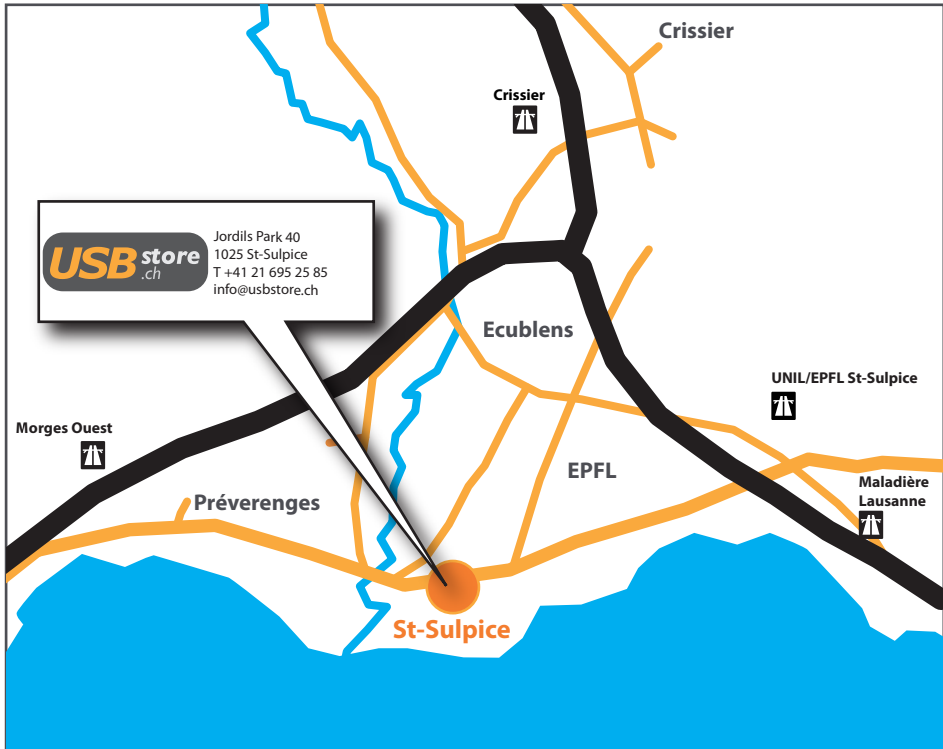 Crissier
Crissier
USB store
.ch
Jordils Park 40
1025 St-Sulpice
T +41 21 695 25 85
info@usbstore.ch
Ecublens
UNIL/EPFL St-Sulpice
Morges Ouest
EPFL
Préverenges
Maladière
Lausanne
St-Sulpice